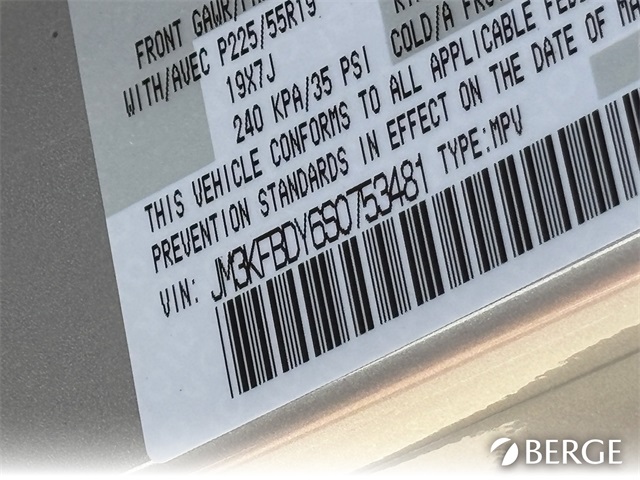 FRONT GAWR/
WITH/AVEC P225/55R19
19X7J
240 KPA/35 PSI
COLD/A
THIS VEHICLE CONFORMS TO ALL APPLICABLE
PREVENTION STANDARDS IN EFFECT ON THE DATE OF
VIN: JM3KFBDY6S0753481 TYPE:MPV
BERGE